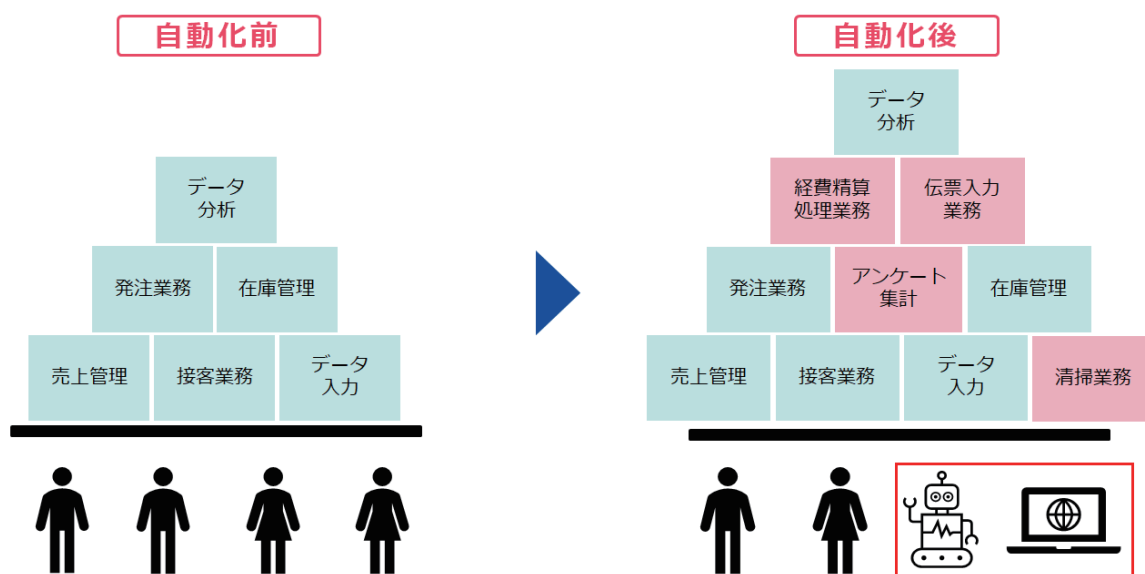 自動化前
データ
分析
発注業務
在庫管理
売上管理
接客業務
データ
入力
自動化後
データ
分析
経費精算
処理業務
伝票入力
業務
発注業務
アンケート
集計
在庫管理
売上管理
接客業務
データ
入力
清掃業務